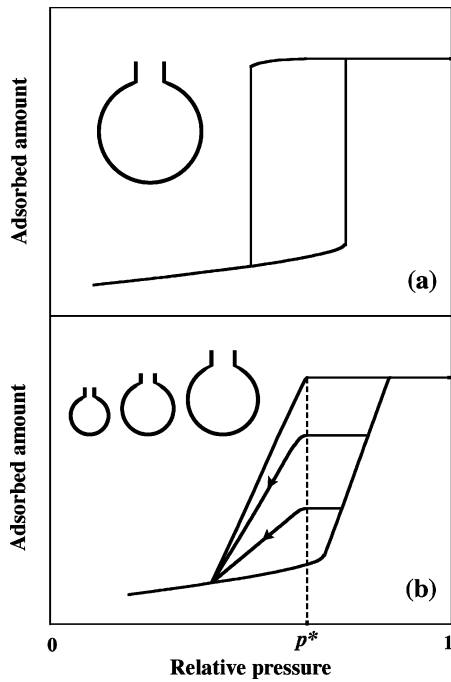 Adsorbed amount
(a)
Adsorbed amount
(b)
0
p*
1
Relative pressure